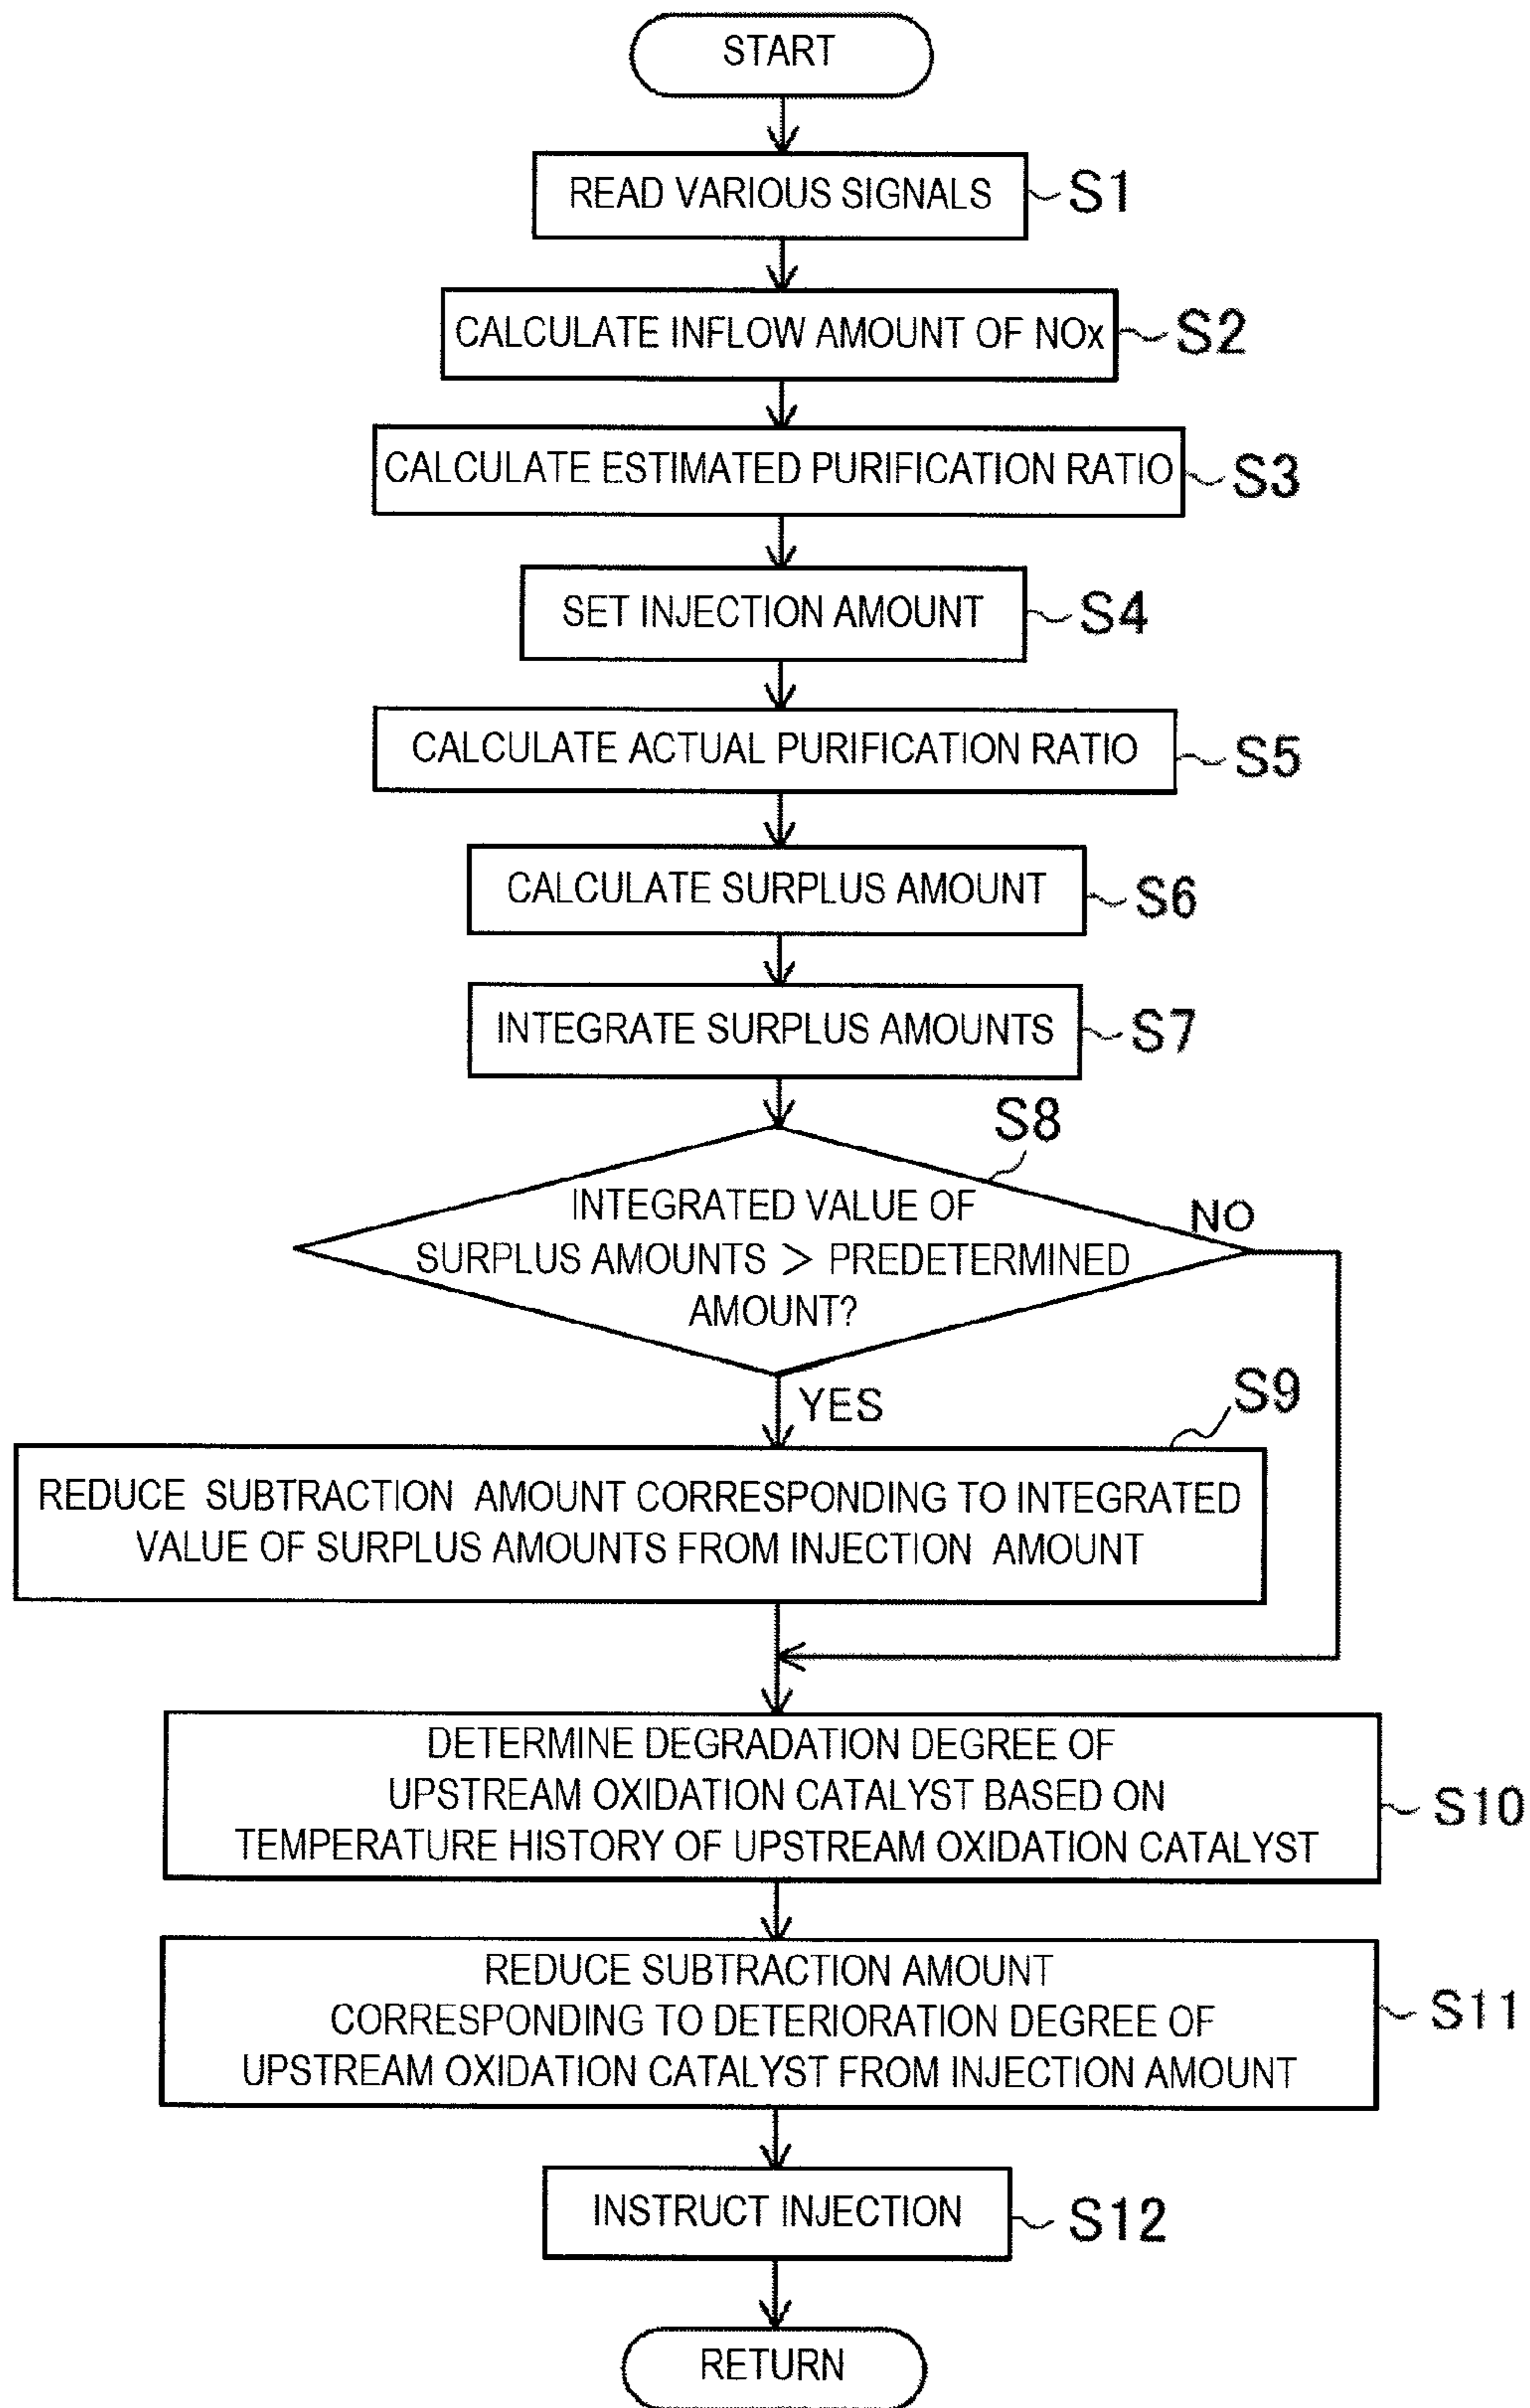 START
READ VARIOUS SIGNALS
S1
CALCULATE INFLOW AMOUNT OF NOx
S2
CALCULATE ESTIMATED PURIFICATION RATIO
S3
SET INJECTION AMOUNT
S4
CALCULATE ACTUAL PURIFICATION RATIO
S5
CALCULATE SURPLUS AMOUNT
S6
INTEGRATE SURPLUS AMOUNTS
S7
S8
INTEGRATED VALUE OF
SURPLUS AMOUNTS > PREDETERMINED
AMOUNT?
NO
YES
S9
REDUCE SUBTRACTION AMOUNT CORRESPONDING TO INTEGRATED
VALUE OF SURPLUS AMOUNTS FROM INJECTION AMOUNT
DETERMINE DEGRADATION DEGREE OF
UPSTREAM OXIDATION CATALYST BASED ON
TEMPERATURE HISTORY OF UPSTREAM OXIDATION CATALYST
S10
REDUCE SUBTRACTION AMOUNT
CORRESPONDING TO DETERIORATION DEGREE OF
UPSTREAM OXIDATION CATALYST FROM INJECTION AMOUNT
S11
INSTRUCT INJECTION
S12
RETURN